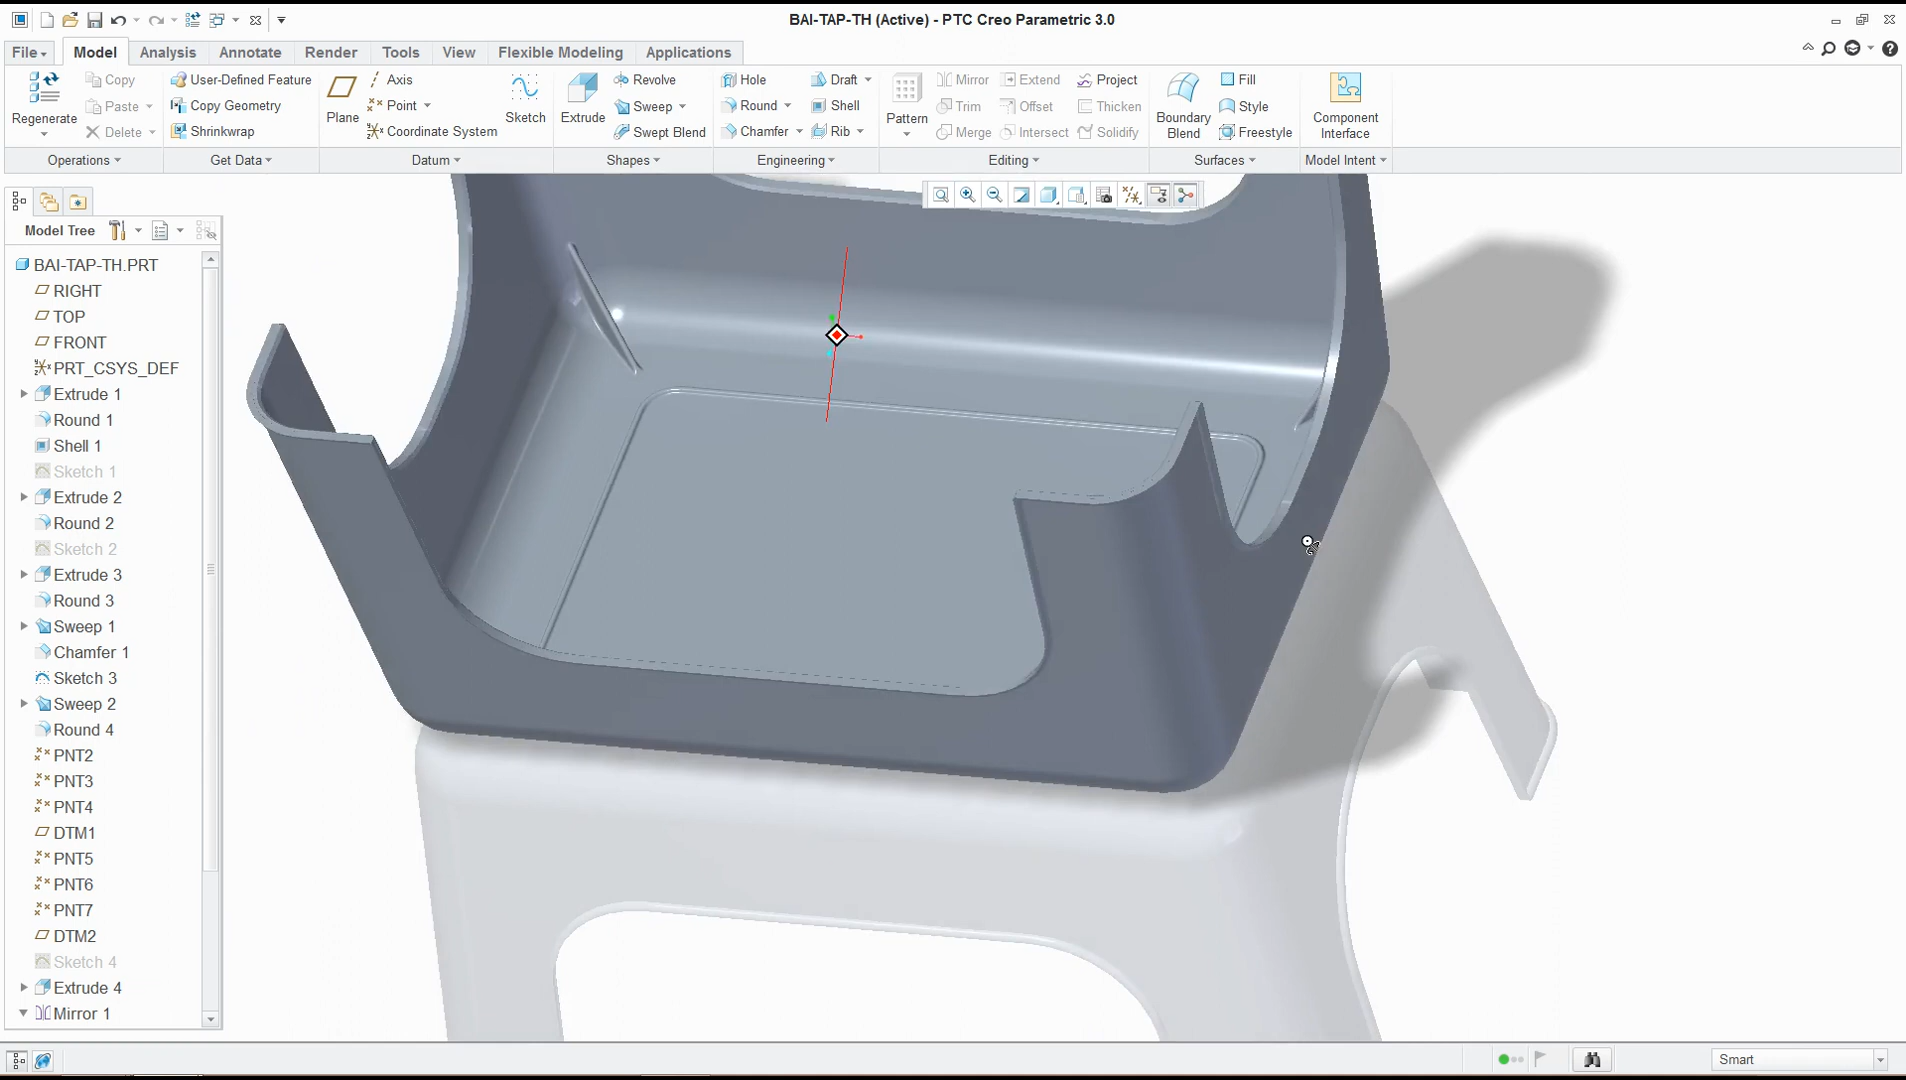 BAI-TAP-TH (Active) - PTC Creo Parametric 3.0
File Model Analysis Annotate Render Tools View Flexible Modeling Applications
Regenerate
Copy
Paste
Delete
Operations
User-Defined Feature
Copy Geometry
Shrinkwrap
Get Data
Plane
Axis
Point
Coordinate System
Sketch
Datum
Extrude
Revolve
Sweep
Swept Blend
Shapes
Hole
Round
Chamfer
Draft
Shell
Rib
Engineering
Pattern
Mirror
Trim
Merge
Extend
Offset
Intersect
Project
Thicken
Solidify
Editing
Boundary
Blend
Fill
Style
Freestyle
Surfaces
Component
Interface
Model Intent
Model Tree
BAI-TAP-TH.PRT
RIGHT
TOP
FRONT
PRT_CSYS_DEF
Extrude 1
Round 1
Shell 1
Sketch 1
Extrude 2
Round 2
Sketch 2
Extrude 3
Round 3
Sweep 1
Chamfer 1
Sketch 3
Sweep 2
Round 4
PNT2
PNT3
PNT4
DTM1
PNT5
PNT6
PNT7
DTM2
Sketch 4
Extrude 4
Mirror 1
Smart